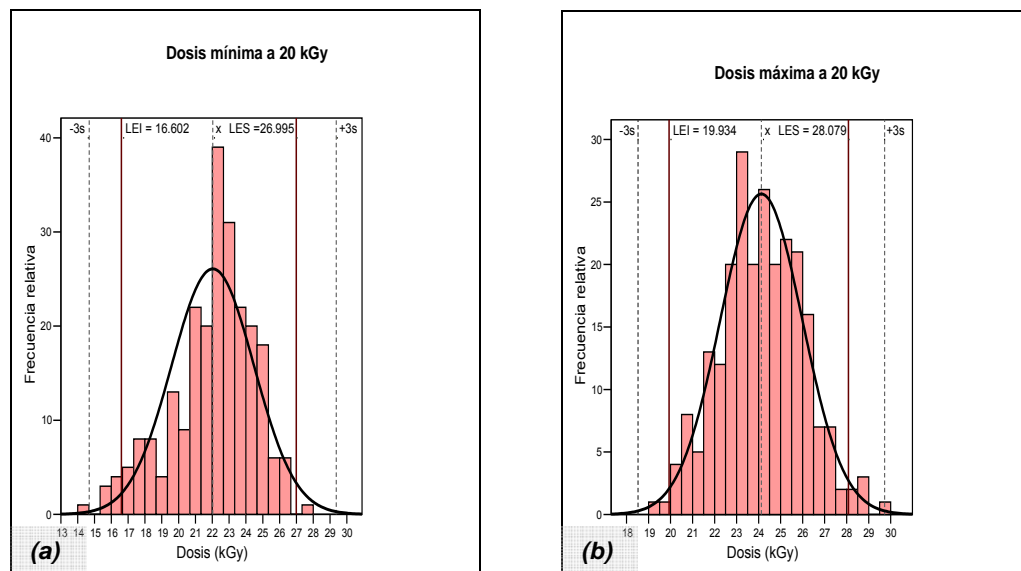 Dosis mínima a 20 kGy
-3s LEI = 16.602 x LES =26.995 +3s
40
30
20
10
0
Frecuencia relativa
13 14 15 16 17 18 19 20 21 22 23 24 25 26 27 28 29 30
Dosis (kGy)
(a)
Dosis máxima a 20 kGy
-3s LEI = 19.934 x LES = 28.079 +3s
30
25
20
15
10
5
0
Frecuencia relativa
18 19 20 21 22 23 24 25 26 27 28 29 30
Dosis (kGy)
(b)